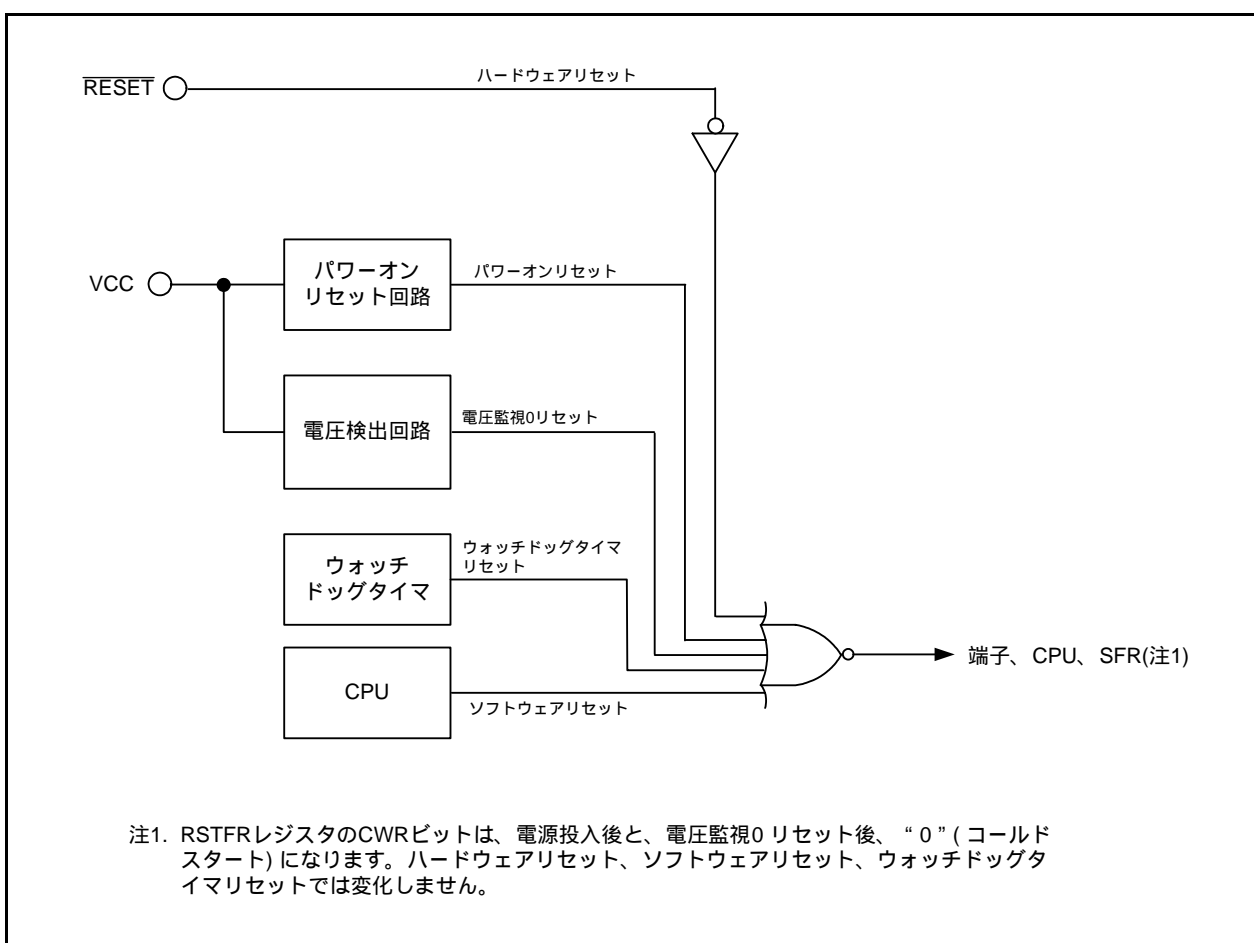 RESET
ハードウェアリセット
VCC
パワーオン
リセット回路
パワーオンリセット
電圧検出回路
電圧監視0リセット
ウォッチ
ドッグタイマ
ウォッチドッグタイマ
リセット
CPU
ソフトウェアリセット
端子、CPU、SFR(注1)
注1. RSTFRレジスタのCWRビットは、電源投入後と、電圧監視0 リセット後、 “ 0 ” ( コールド
スタート) になります。ハードウェアリセット、ソフトウェアリセット、ウォッチドッグタ
イマリセットでは変化しません。